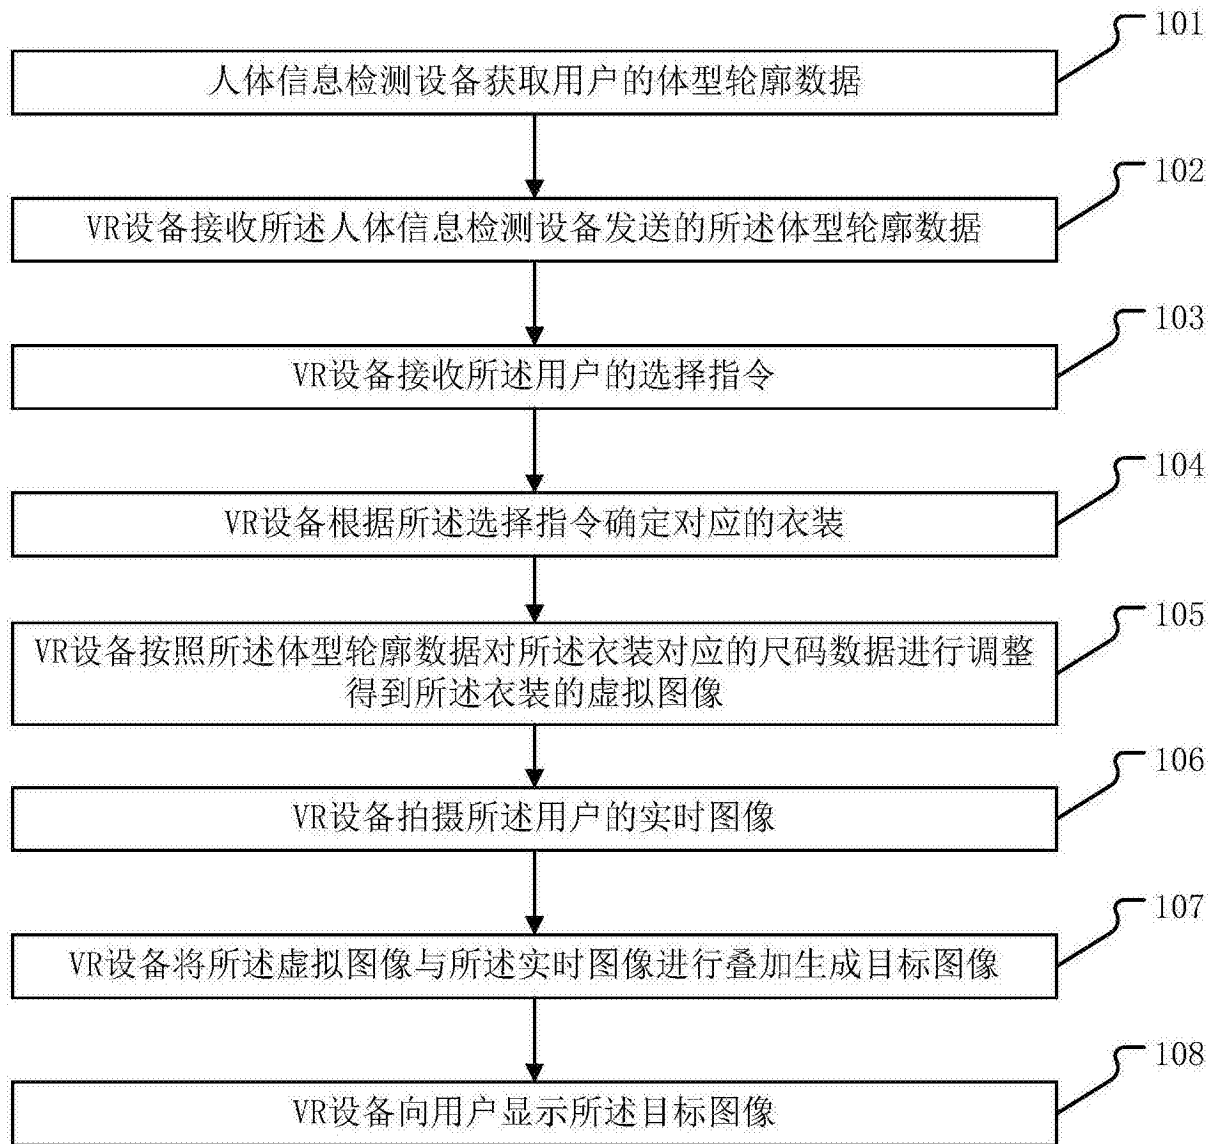 101
人体信息检测设备获取用户的体型轮廓数据
102
VR设备接收所述人体信息检测设备发送的所述体型轮廓数据
103
VR设备接收所述用户的选择指令
104
VR设备根据所述选择指令确定对应的衣装
105
VR设备按照所述体型轮廓数据对所述衣装对应的尺码数据进行调整
得到所述衣装的虚拟图像
106
VR设备拍摄所述用户的实时图像
107
VR设备将所述虚拟图像与所述实时图像进行叠加生成目标图像
108
VR设备向用户显示所述目标图像